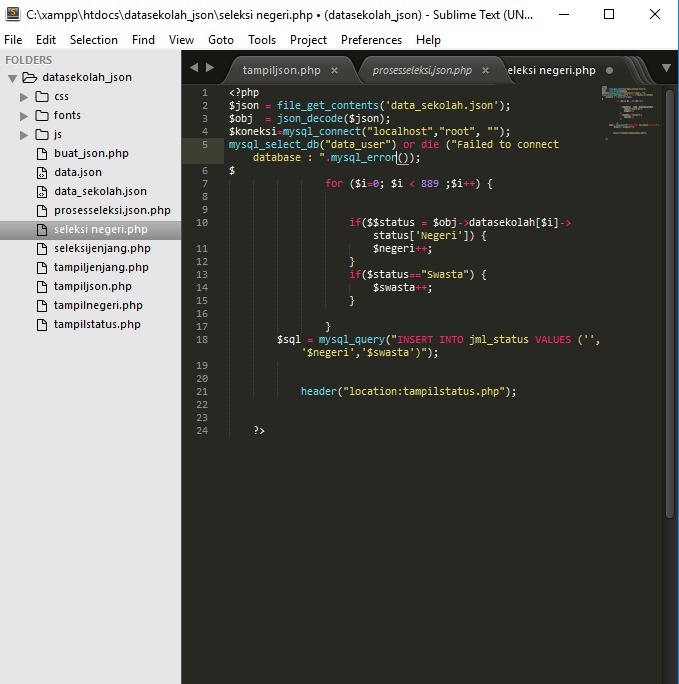 C:\xampp\htdocs\datasekolah_json\seleksi negeri.php • (datasekolah_json) - Sublime Text (UN...
File Edit Selection Find View Goto Tools Project Preferences Help
FOLDERS
datasekolah_json
css
fonts
js
buat_json.php
data.json
data_sekolah.json
prosesseleksi.json.php
seleksi negeri.php
seleksijenjang.php
tampiljenjang.php
tampiljson.php
tampilnegeri.php
tampilstatus.php
tampiljson.php × prosesseleksi.json.php × eleksi negeri.php
1 <?php
2 $json = file_get_contents('data_sekolah.json');
3 $obj  = json_decode($json);
4 $koneksi=mysql_connect("localhost","root", "");
5 mysql_select_db("data_user") or die ("Failed to connect
database : ".mysql_error());
6 $
7 for ($i=0; $i < 889 ;$i++) {
8
9
10 if($$status = $obj->datasekolah[$i]->
status['Negeri']) {
11 $negeri++;
12 }
13 if($status=="Swasta") {
14 $swasta++;
15 }
16
17 }
18 $sql = mysql_query("INSERT INTO jml_status VALUES ('',
'$negeri','$swasta')");
19
20
21 header("location:tampilstatus.php");
22
23
24 ?>